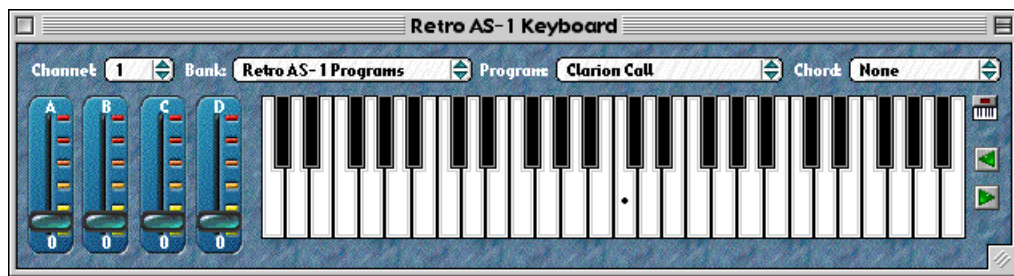 Retro AS-1 Keyboard
Channel: 1 Bank: Retro AS-1 Programs Program: Clarion Call Chord: None
A B C D
0 0 0 0